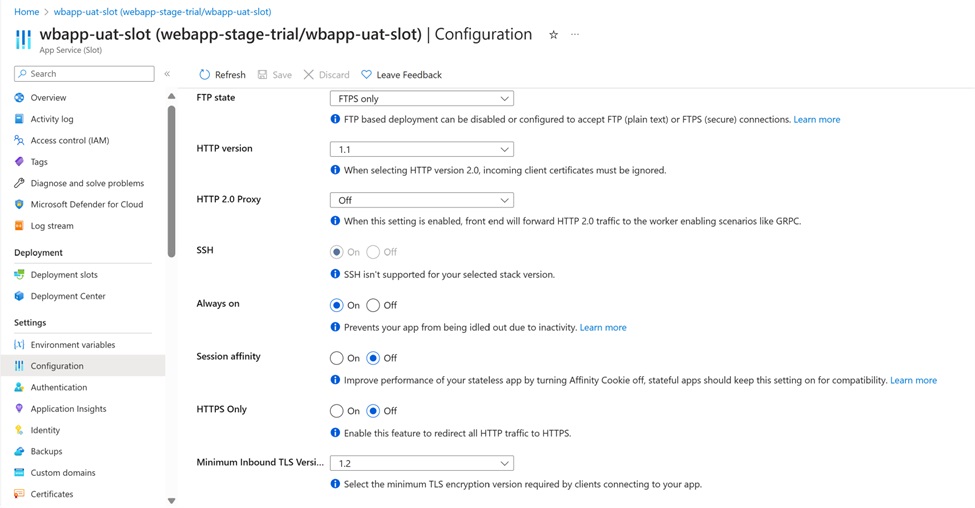 Home > wbapp-uat-slot (webapp-stage-trial/wbapp-uat-slot)
wbapp-uat-slot (webapp-stage-trial/wbapp-uat-slot) | Configuration
App Service (Slot)
Search
Refresh Save Discard Leave Feedback
Overview
Activity log
Access control (IAM)
Tags
Diagnose and solve problems
Microsoft Defender for Cloud
Log stream
Deployment
Deployment slots
Deployment Center
Settings
Environment variables
Configuration
Authentication
Application Insights
Identity
Backups
Custom domains
Certificates
FTP state
FTPS only
FTP based deployment can be disabled or configured to accept FTP (plain text) or FTPS (secure) connections. Learn more
HTTP version
1.1
When selecting HTTP version 2.0, incoming client certificates must be ignored.
HTTP 2.0 Proxy
Off
When this setting is enabled, front end will forward HTTP 2.0 traffic to the worker enabling scenarios like GRPC.
SSH
On Off
SSH isn't supported for your selected stack version.
Always on
On Off
Prevents your app from being idled out due to inactivity. Learn more
Session affinity
On Off
Improve performance of your stateless app by turning Affinity Cookie off, stateful apps should keep this setting on for compatibility. Learn more
HTTPS Only
On Off
Enable this feature to redirect all HTTP traffic to HTTPS.
Minimum Inbound TLS Versi...
1.2
Select the minimum TLS encryption version required by clients connecting to your app.